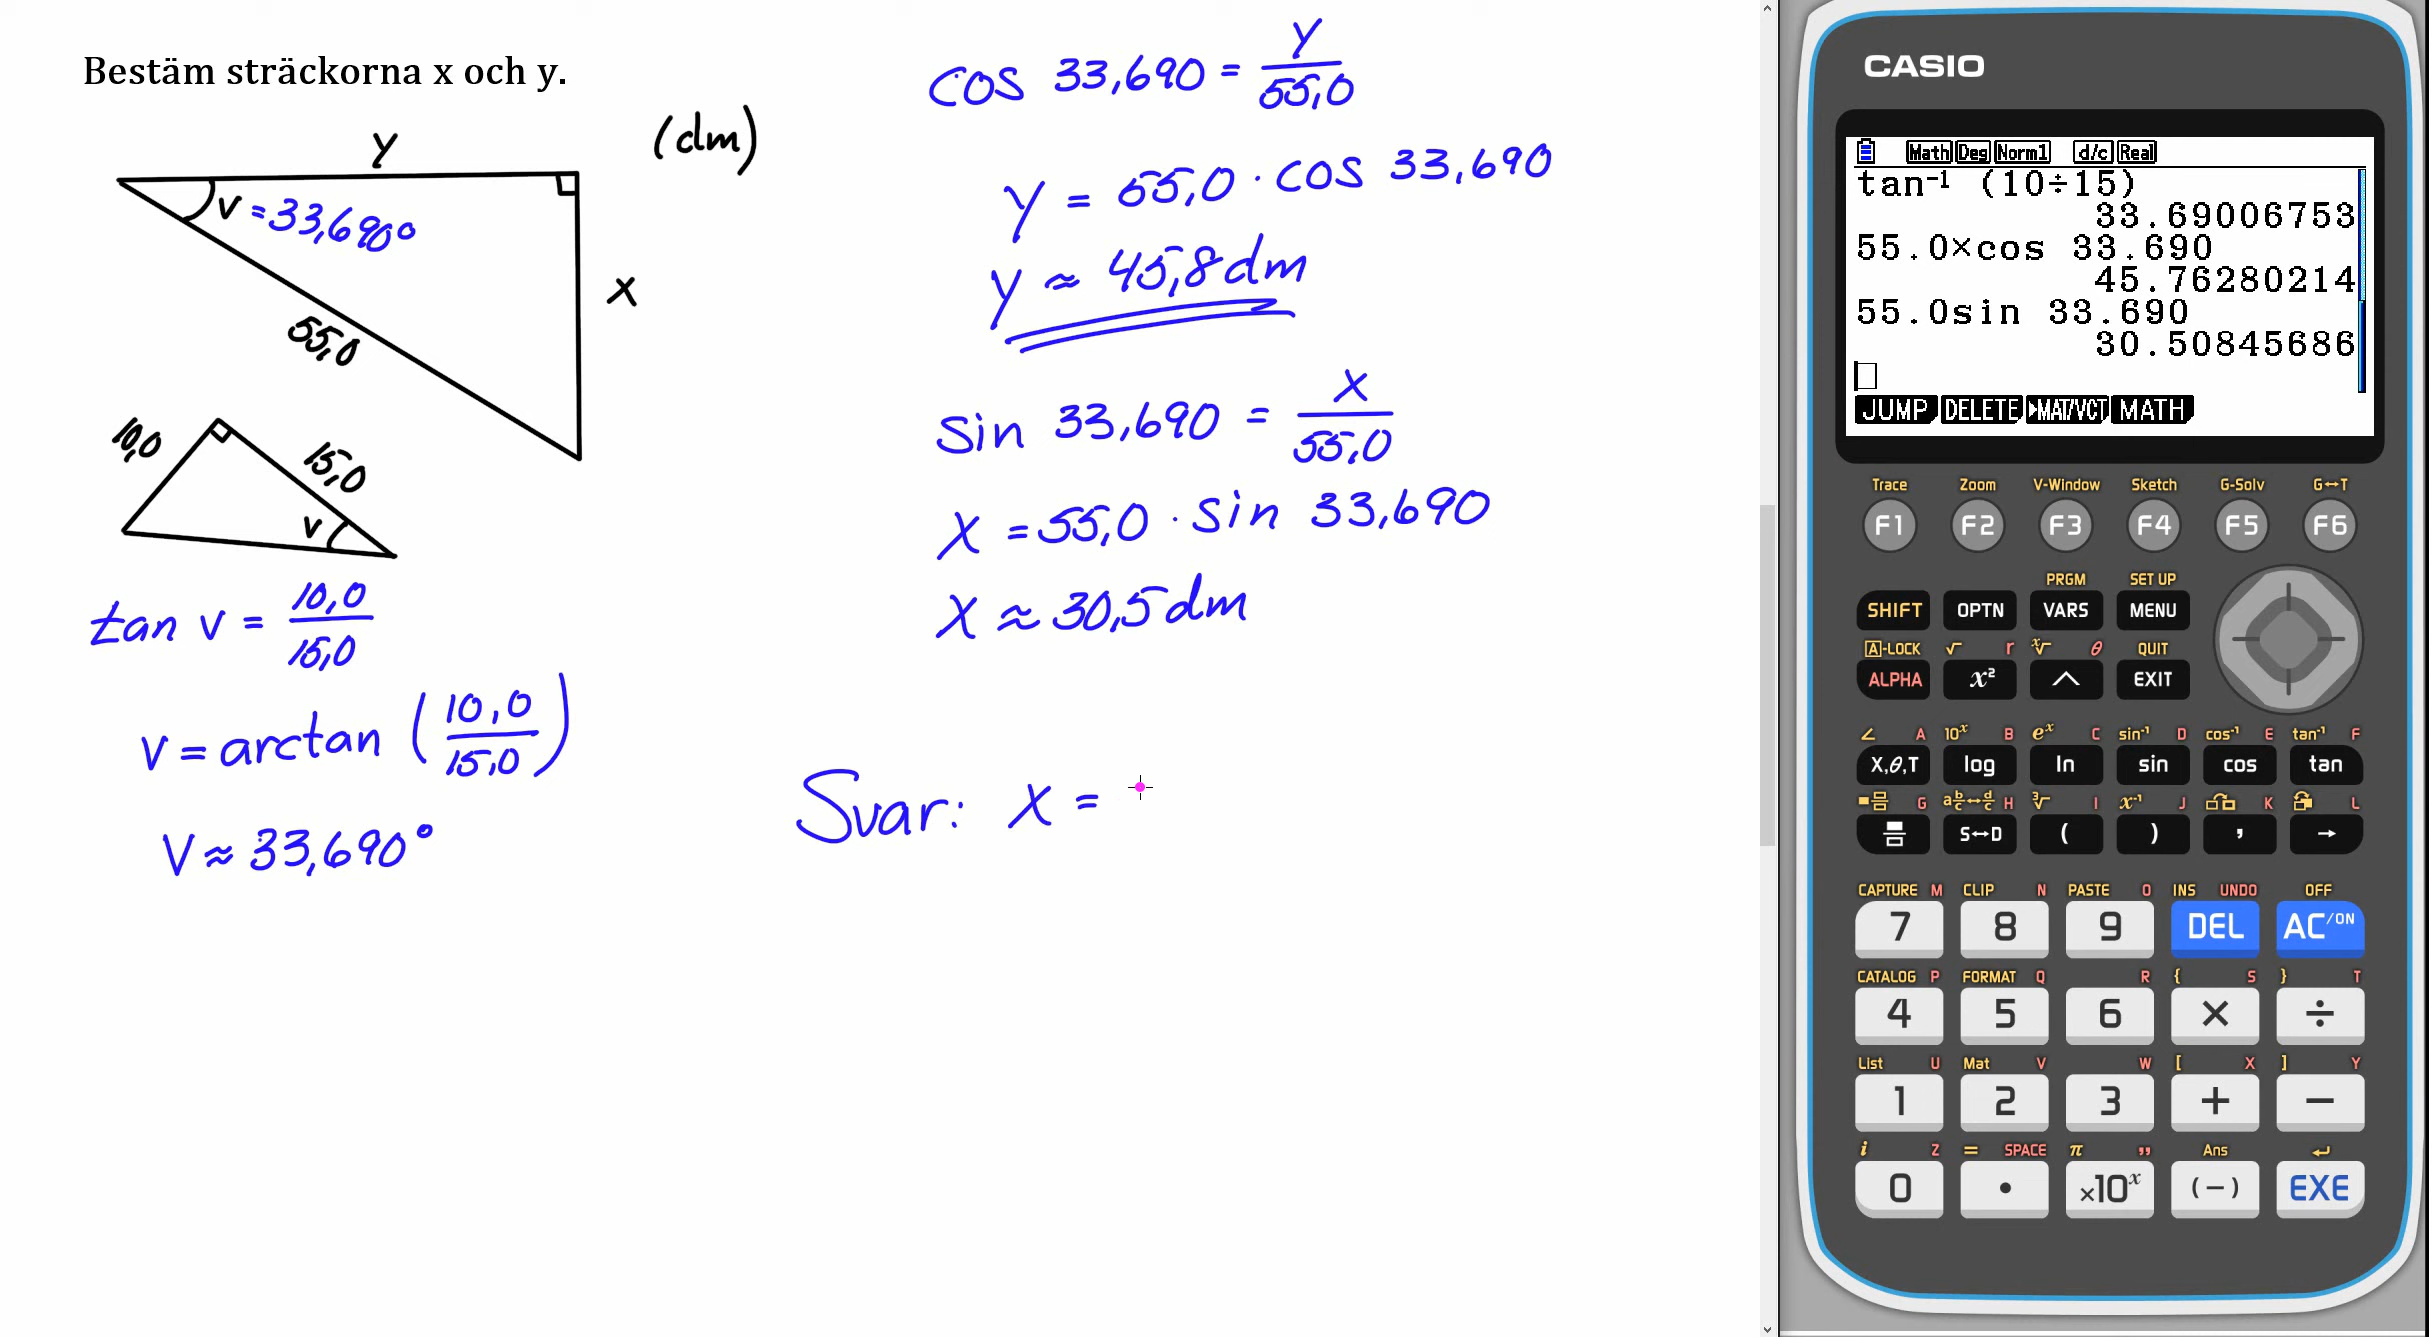 Bestäm sträckorna x och y.
(dm)
y
v = 33,690°
x
55,0
10,0
15,0
v
tan v = 10,0/15,0
v = arctan (10,0/15,0)
v ≈ 33,690°
cos 33,690 = y/55,0
y = 55,0 · cos 33,690
y ≈ 45,8 dm
sin 33,690 = x/55,0
x = 55,0 · sin 33,690
x ≈ 30,5 dm
Svar: x =
CASIO
Math Deg Norm1 d/c Real
tan⁻¹ (10÷15)
33.69006753
55.0×cos 33.690
45.76280214
55.0sin 33.690
30.50845686
JUMP DELETE ▶MAT/VCT MATH
Trace Zoom V-Window Sketch G-Solv G↔T
F1 F2 F3 F4 F5 F6
PRGM SET UP
SHIFT OPTN VARS MENU
A-LOCK √ r ˣ√ θ QUIT
ALPHA x² ^ EXIT
∠ A 10ˣ B eˣ C sin⁻¹ D cos⁻¹ E tan⁻¹ F
X,θ,T log ln sin cos tan
G a b/c↔d/c H ³√ I x⁻¹ J K L
S↔D ( ) , →
CAPTURE M CLIP N PASTE O INS UNDO OFF
7 8 9 DEL AC/ON
CATALOG P FORMAT Q R { S } T
4 5 6 × ÷
List U Mat V W [ X ] Y
1 2 3 + −
i Z = SPACE π ,, Ans ↵
0 . ×10ˣ (−) EXE